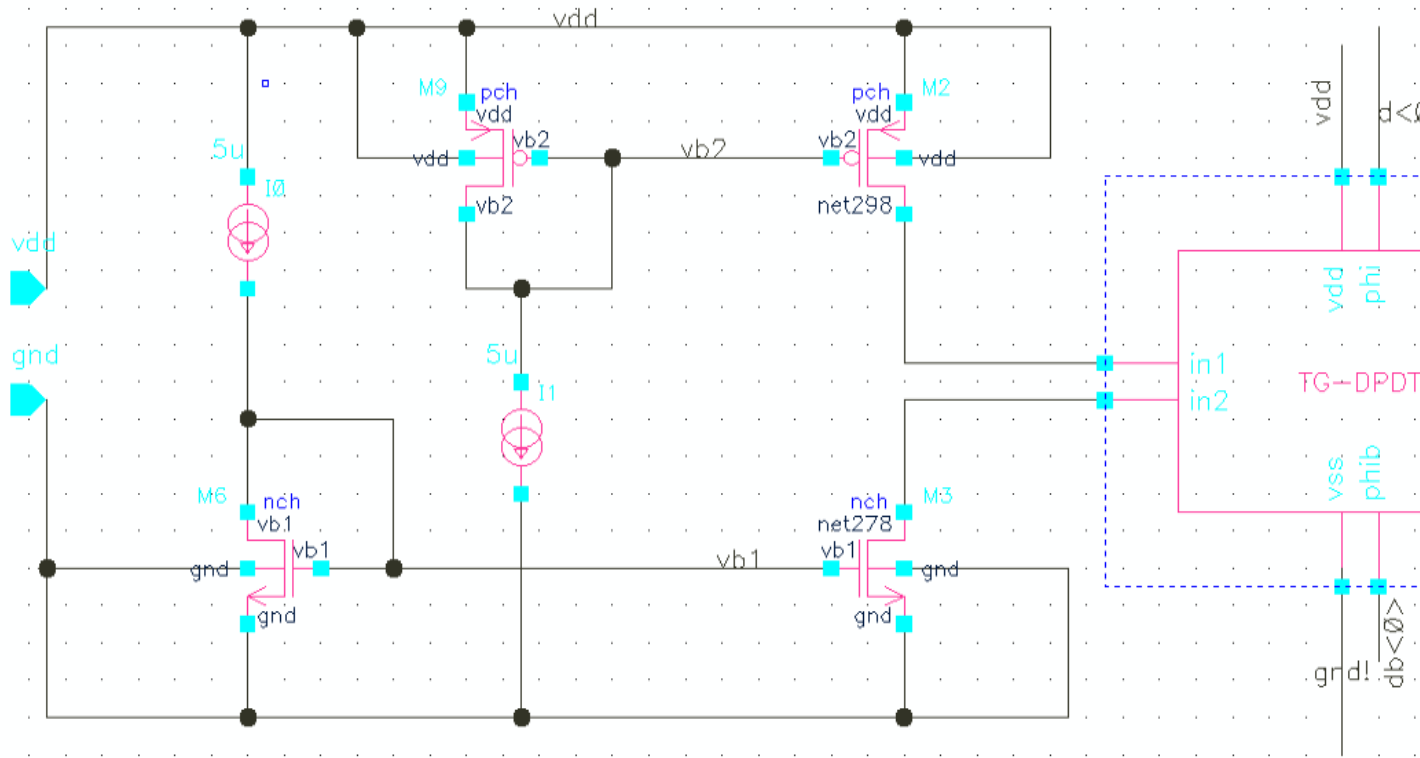 vdd
M9
pch
pch
M2
vdd
vdd
vdd
5u
vb2
vb2
vb2
vdd
vdd
I0
vb2
net298
vdd
vdd
phi
gnd
5u
I1
in1
in2
TG-DPDT
vss
phib
M6
nch
nch
M3
vb1
net278
vb1
vb1
vb1
gnd
gnd
gnd
gnd
gnd!
db<0>